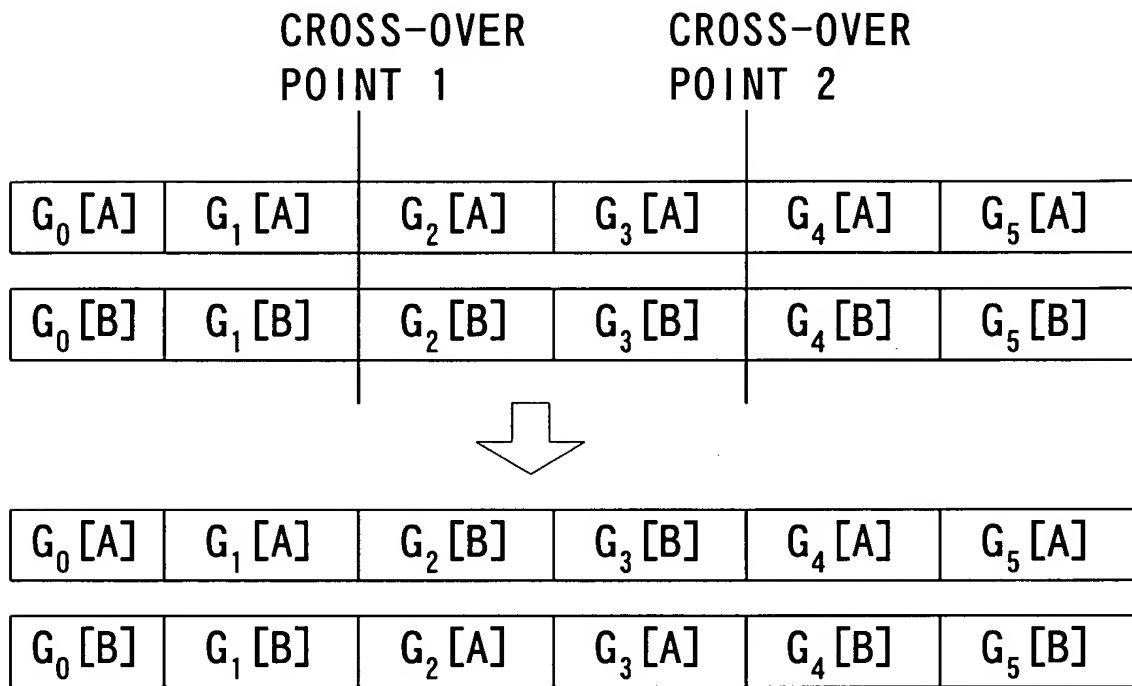 CROSS-OVER POINT 1
CROSS-OVER POINT 2
G₀[A] G₁[A] G₂[A] G₃[A] G₄[A] G₅[A]
G₀[B] G₁[B] G₂[B] G₃[B] G₄[B] G₅[B]
G₀[A] G₁[A] G₂[B] G₃[B] G₄[A] G₅[A]
G₀[B] G₁[B] G₂[A] G₃[A] G₄[B] G₅[B]